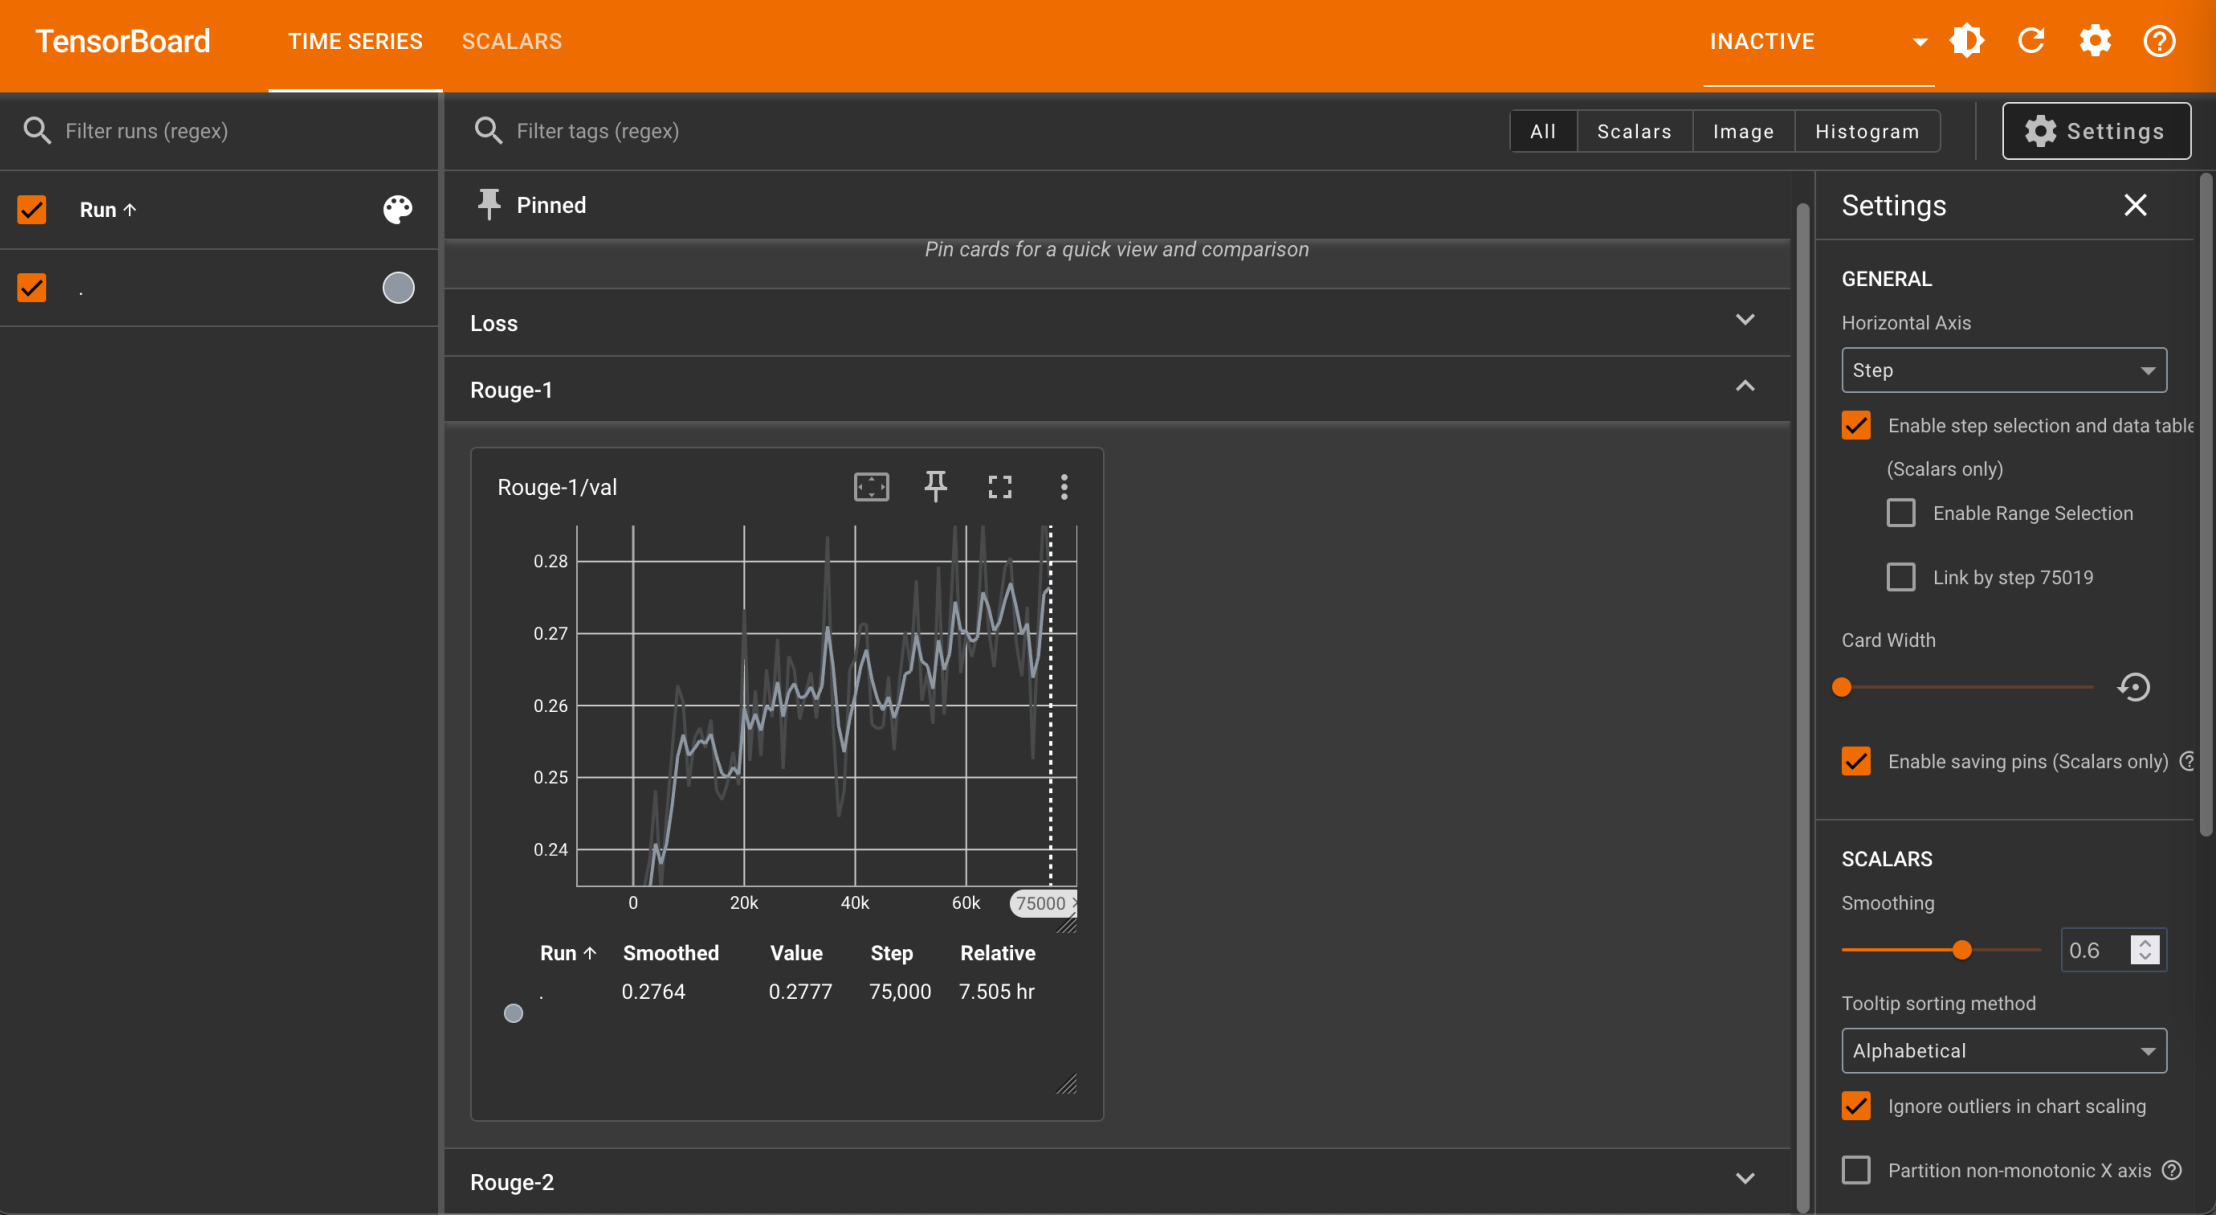 TensorBoard
TIME SERIES
SCALARS
INACTIVE
Filter runs (regex)
Filter tags (regex)
All
Scalars
Image
Histogram
Settings
Run
.
Pinned
Pin cards for a quick view and comparison
Loss
Rouge-1
Rouge-1/val
0.28
0.27
0.26
0.25
0.24
0
20k
40k
60k
75000
Run Smoothed Value Step Relative
. 0.2764 0.2777 75,000 7.505 hr
Rouge-2
Settings
GENERAL
Horizontal Axis
Step
Enable step selection and data table
(Scalars only)
Enable Range Selection
Link by step 75019
Card Width
Enable saving pins (Scalars only)
SCALARS
Smoothing
0.6
Tooltip sorting method
Alphabetical
Ignore outliers in chart scaling
Partition non-monotonic X axis